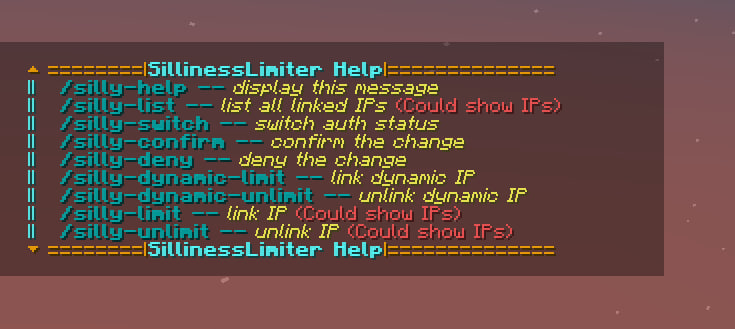 ========|SillinessLimiter Help|==============
|| /silly-help -- display this message
|| /silly-list -- list all linked IPs (Could show IPs)
|| /silly-switch -- switch auth status
|| /silly-confirm -- confirm the change
|| /silly-deny -- deny the change
|| /silly-dynamic-limit -- link dynamic IP
|| /silly-dynamic-unlimit -- unlink dynamic IP
|| /silly-limit -- link IP (Could show IPs)
|| /silly-unlimit -- unlink IP (Could show IPs)
========|SillinessLimiter Help|==============